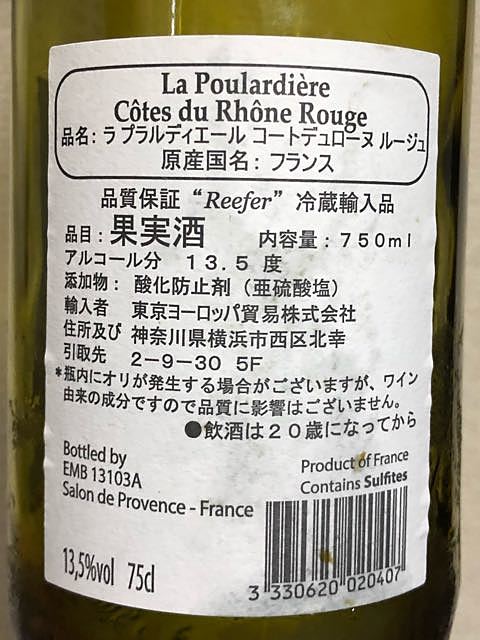 La Poulardière
Côtes du Rhône Rouge
品名：ラ プラルディエール コートデュローヌ ルージュ
原産国名：フランス
品質保証 “Reefer” 冷蔵輸入品
品目：果実酒 内容量：750ml
アルコール分 13.5 度
添加物： 酸化防止剤（亜硫酸塩）
輸入者 東京ヨーロッパ貿易株式会社
住所及び 神奈川県横浜市西区北幸
引取先 2-9-30 5F
*瓶内にオリが発生する場合がございますが、ワイン
由来の成分ですので品質に影響はございません。
●飲酒は20歳になってから
Bottled by
EMB 13103A
Salon de Provence - France
Product of France
Contains Sulfites
13,5%vol 75cl
3 330620 020407